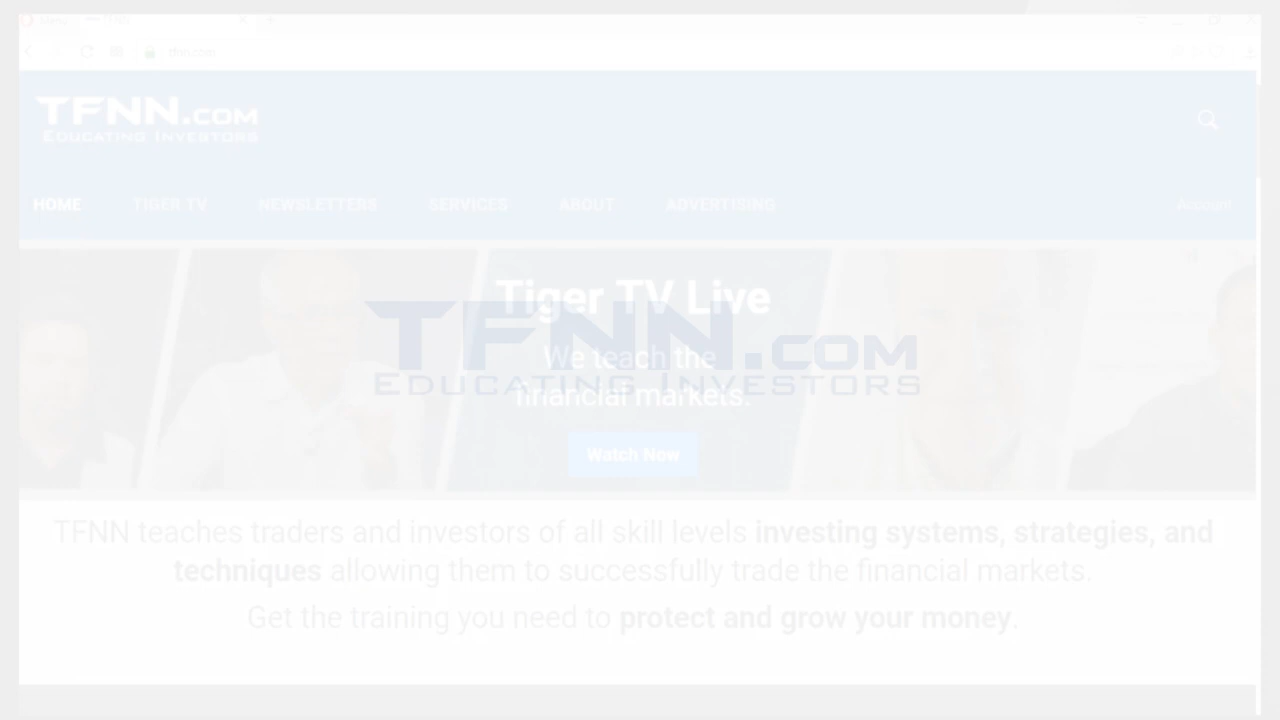 TFNN
tfnn.com
TFNN.COM
EDUCATING INVESTORS
HOME TIGER TV NEWSLETTERS SERVICES ABOUT ADVERTISING Account
Tiger TV Live
TFNN.COM
EDUCATING INVESTORS
We teach the
financial markets.
Watch Now
TFNN teaches traders and investors of all skill levels investing systems, strategies, and
techniques allowing them to successfully trade the financial markets.
Get the training you need to protect and grow your money.